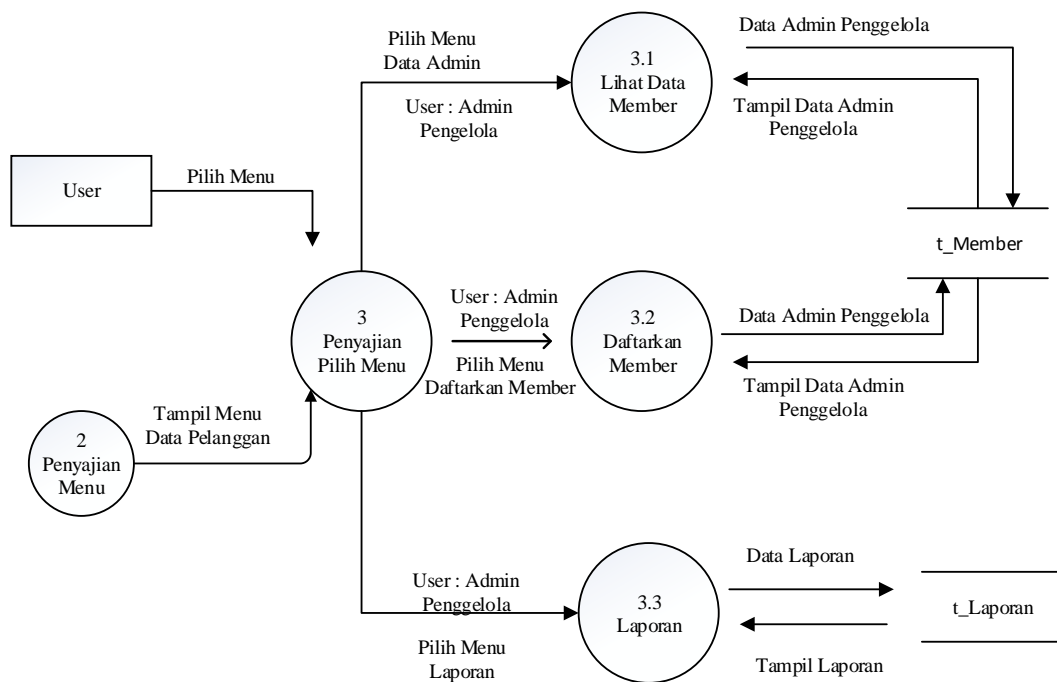 Pilih Menu
Data Admin
User : Admin
Pengelola
3.1
Lihat Data
Member
Data Admin Penggelola
Tampil Data Admin
Penggelola
User
Pilih Menu
t_Member
3
Penyajian
Pilih Menu
User : Admin
Penggelola
Pilih Menu
Daftarkan Member
3.2
Daftarkan
Member
Data Admin Penggelola
Tampil Data Admin
Penggelola
2
Penyajian
Menu
Tampil Menu
Data Pelanggan
User : Admin
Penggelola
Pilih Menu
Laporan
3.3
Laporan
Data Laporan
t_Laporan
Tampil Laporan